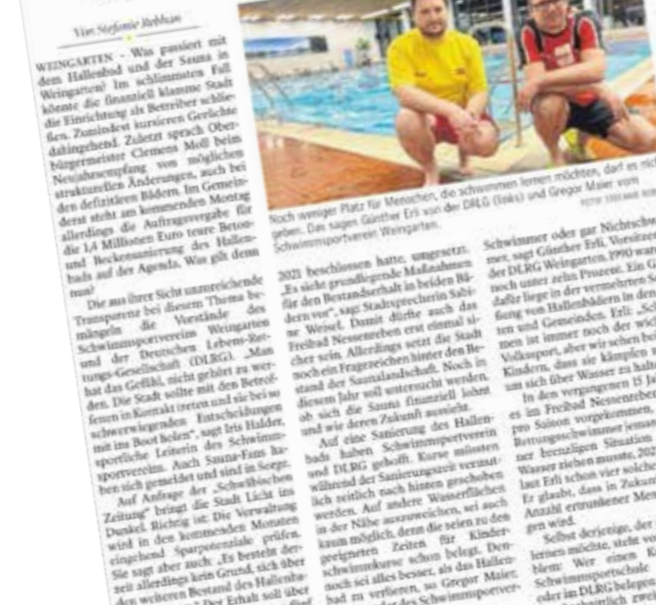 Von Stefanie Rebhan
WEINGARTEN - Was passiert mit
dem Hallenbad und der Sauna in
Weingarten? Im schlimmsten Fall
könnte die finanziell klamme Stadt
die Einrichtung als Betreiber schlie-
ßen. Zumindest kursieren Gerüchte
dahingehend. Zuletzt sprach Ober-
bürgermeister Clemens Moll beim
Neujahrsempfang von möglichen
strukturellen Änderungen, auch bei
den defizitären Bädern. Im Gemein-
derat steht am kommenden Montag
allerdings die Auftragsvergabe für
die 1,4 Millionen Euro teure Beton-
und Beckensanierung des Hallen-
bads auf der Agenda. Was gilt denn
nun?
Die aus ihrer Sicht unzureichende
Transparenz bei diesem Thema be-
mängeln die Vorstände des
Schwimmsportvereins Weingarten
und der Deutschen Lebens-Ret-
tungs-Gesellschaft (DLRG). „Man
hat das Gefühl, nicht gehört zu wer-
den. Die Stadt sollte mit den Betrof-
fenen in Kontakt treten und sie bei so
schwerwiegenden Entscheidungen
mit ins Boot holen“, sagt Iris Halder,
sportliche Leiterin des Schwimm-
sportvereins. Auch Sauna-Fans ha-
ben sich gemeldet und sind in Sorge.
Auf Anfrage der „Schwäbischen
Zeitung“ bringt die Stadt Licht ins
Dunkel. Richtig ist: Die Verwaltung
wird in den kommenden Monaten
eingehend Sparpotenziale prüfen.
Sie sagt aber auch: „Es besteht der-
zeit allerdings kein Grund, sich über
den weiteren Bestand des Hallenba-
Der Erhalt soll über
Noch weniger Platz für Menschen, die schwimmen lernen möchten, darf es nicht
geben. Das sagen Günther Erli von der DRLG (links) und Gregor Maier vom
Schwimmsportverein Weingarten.
2021 beschlossen hatte, umgesetzt.
„Es sieht grundlegende Maßnahmen
für den Bestandserhalt in beiden Bä-
dern vor“, sagt Stadtsprecherin Sabi-
ne Weisel. Damit dürfte auch das
Freibad Nessenreben erst einmal si-
cher sein. Allerdings setzt die Stadt
noch ein Fragezeichen hinter den Be-
stand der Saunalandschaft. Noch in
diesem Jahr soll untersucht werden,
ob sich die Sauna finanziell lohnt
und wie deren Zukunft aussieht.
Auf eine Sanierung des Hallen-
bads haben Schwimmsportverein
und DLRG gehofft. Kurse müssten
während der Sanierungszeit vermut-
lich zeitlich nach hinten geschoben
werden. Auf andere Wasserflächen
in der Nähe auszuweichen, sei auch
kaum möglich, denn die seien zu den
geeigneten Zeiten für Kinder-
schwimmkurse schon belegt. Den-
noch sei alles besser, als das Hallen-
bad zu verlieren, so Gregor Maier,
des Schwimmsportver-
Schwimmer oder gar Nichtschwim-
mer, sagt Günther Erli, Vorsitzen
der DLRG Weingarten. 1990 war
noch unter zehn Prozent. Ein G
dafür liege in der vermehrten Sc
ßung von Hallenbädern in den
ten und Gemeinden. Erli: „Sch
men ist immer noch der wich
Volkssport, aber wir sehen be
Kindern, dass sie kämpfen m
um sich über Wasser zu halte
In den vergangenen 15 Ja
es im Freibad Nessenreben
pro Saison vorgekommen,
Rettungsschwimmer jeman
ner brenzligen Situation
Wasser ziehen musste, 202
laut Erli schon vier solche
Er glaubt, dass in Zukun
Anzahl ertrunkener Men
gen wird.
Selbst derjenige, der
lernen möchte, steht vo
blem: Wer einen K
Schwimmsportschule
oder im DLRG belegen